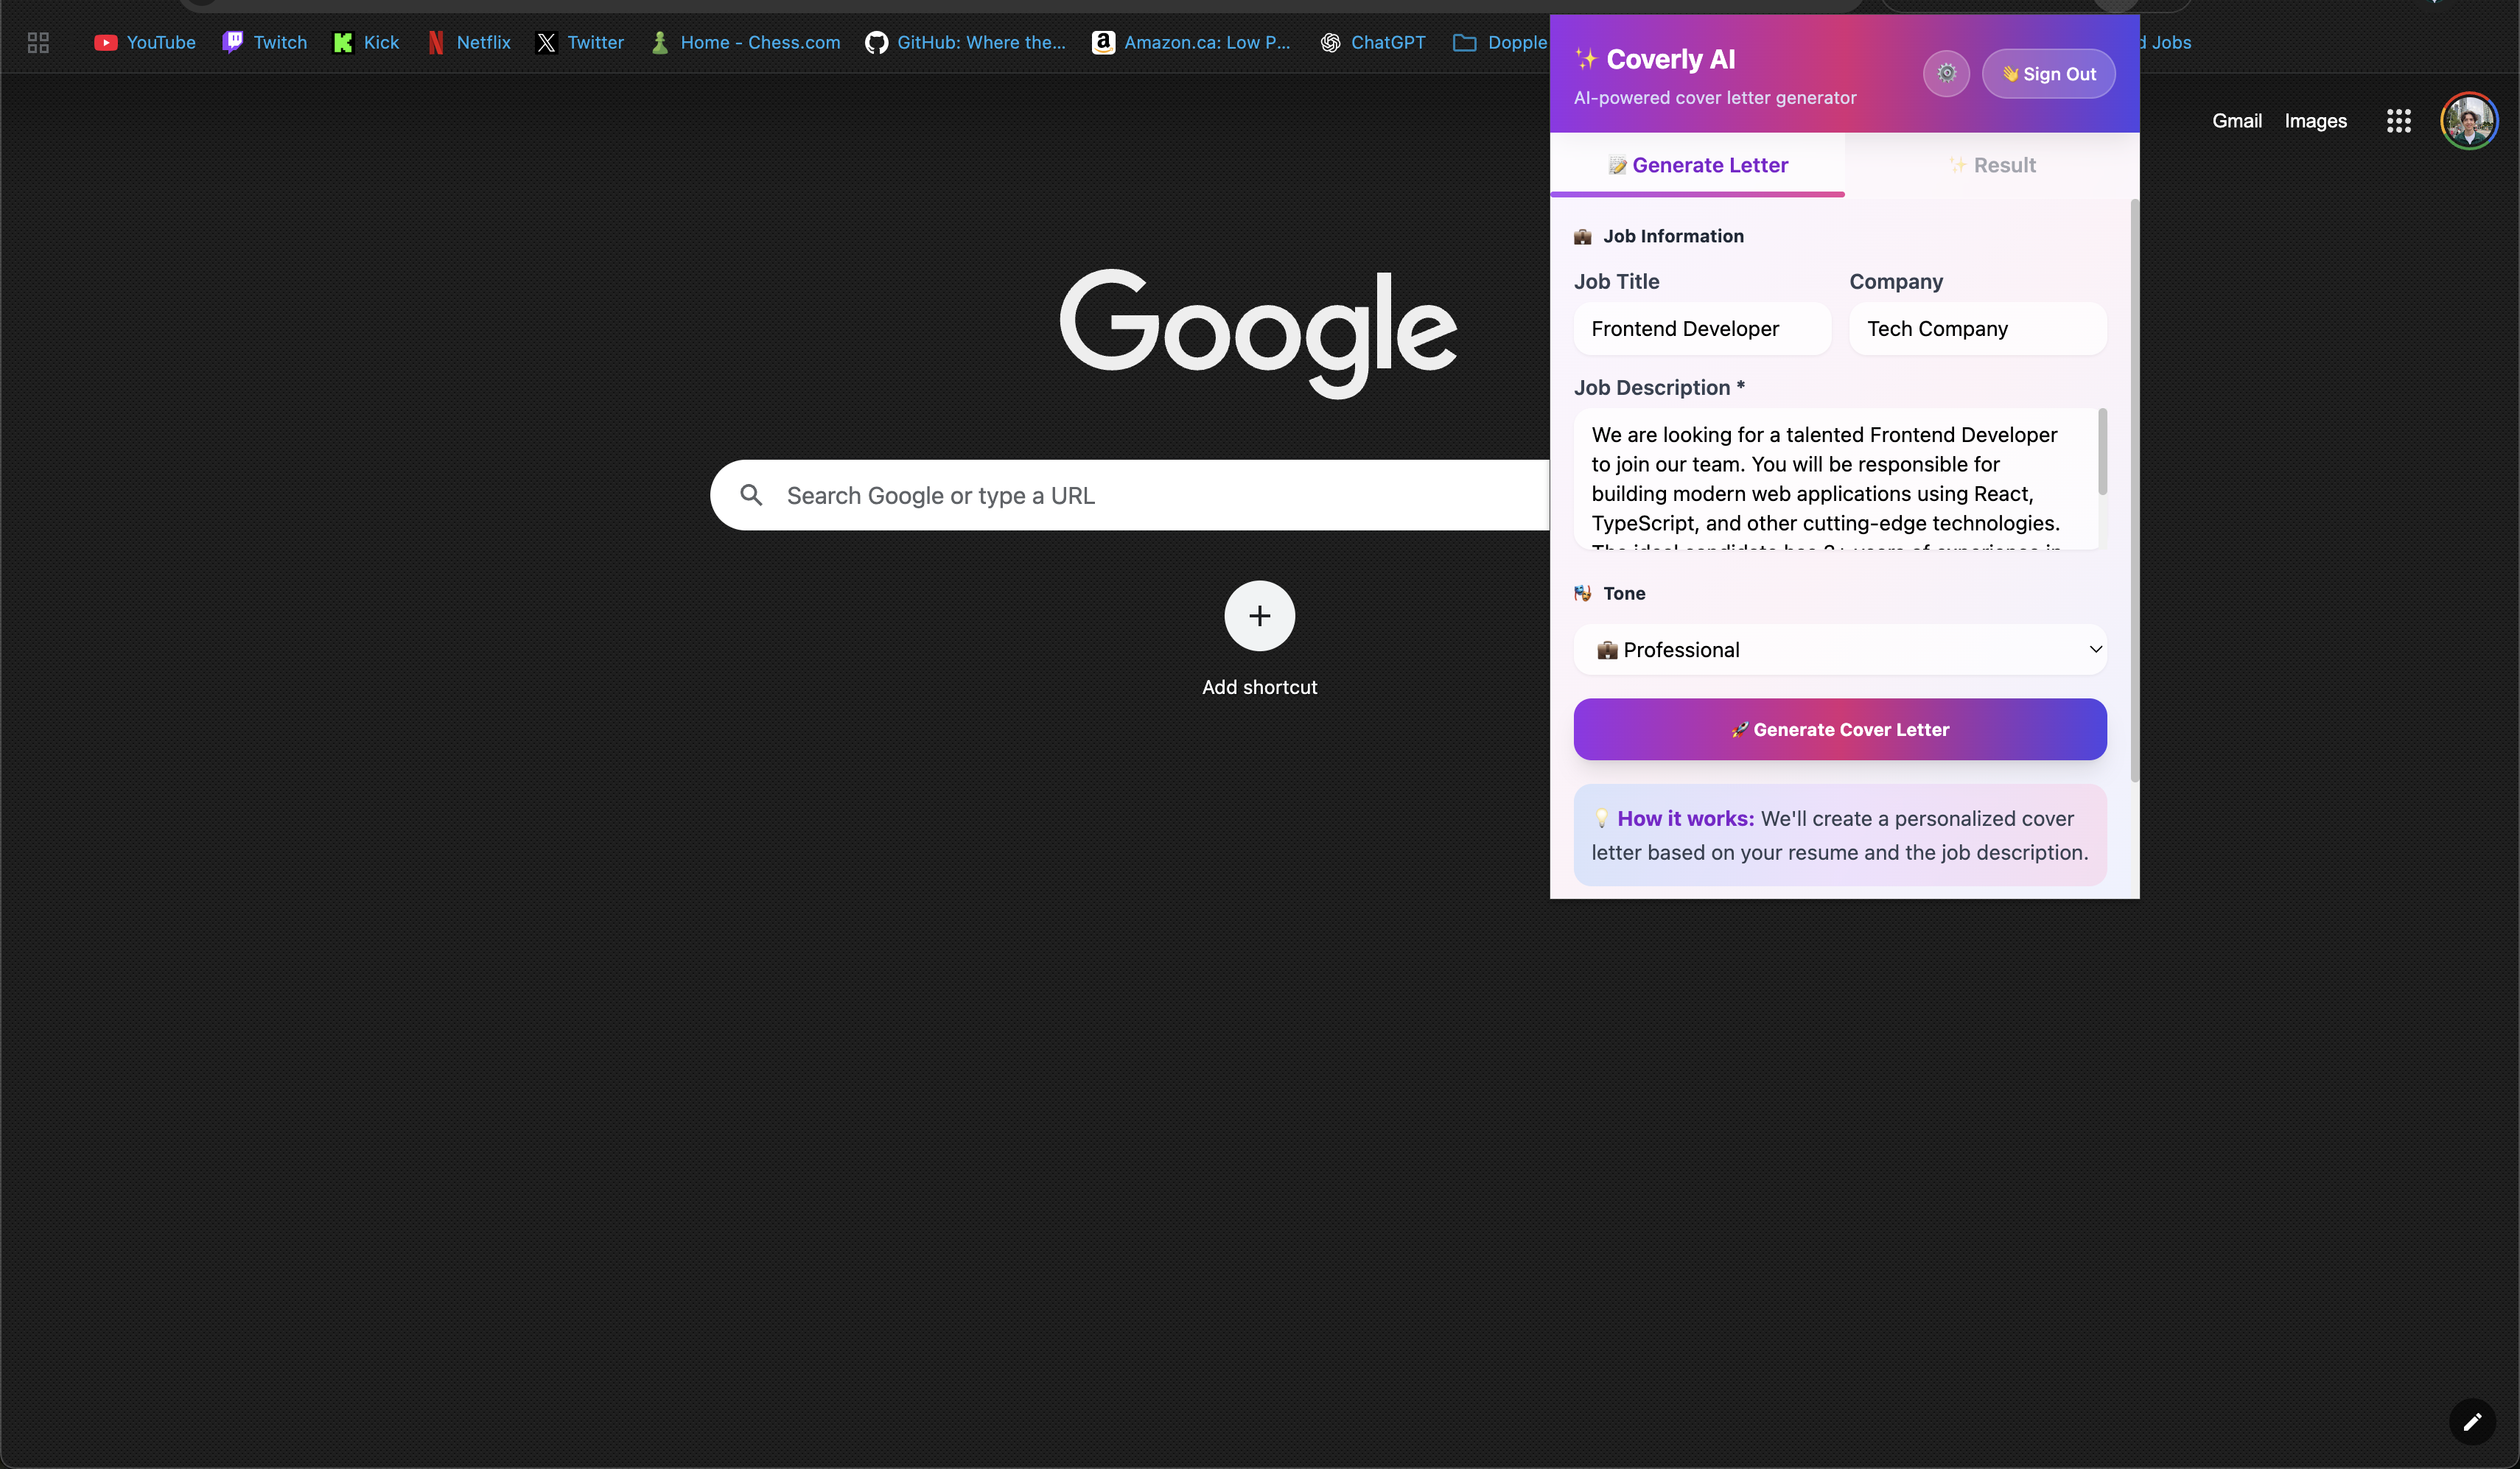 YouTube
Twitch
Kick
Netflix
Twitter
Home - Chess.com
GitHub: Where the...
Amazon.ca: Low P...
ChatGPT
Dopple
Jobs
Gmail
Images
Google
Search Google or type a URL
Add shortcut
✨ Coverly AI
AI-powered cover letter generator
👋 Sign Out
📝 Generate Letter
✨ Result
💼 Job Information
Job Title
Company
Frontend Developer
Tech Company
Job Description *
We are looking for a talented Frontend Developer
to join our team. You will be responsible for
building modern web applications using React,
TypeScript, and other cutting-edge technologies.
🎭 Tone
💼 Professional
🚀 Generate Cover Letter
💡 How it works: We'll create a personalized cover
letter based on your resume and the job description.